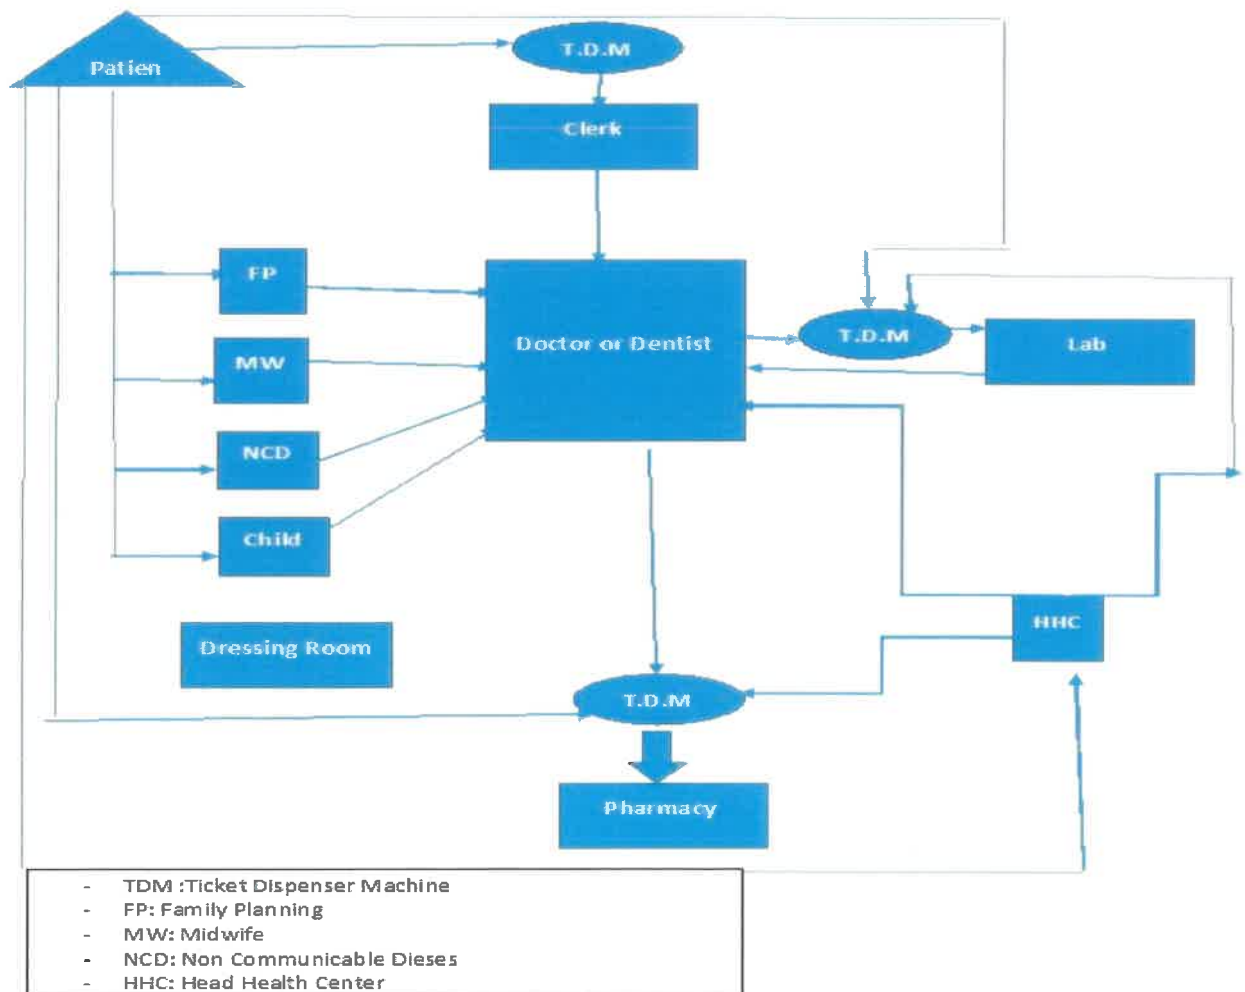 Patien
T.D.M
Clerk
FP
MW
NCD
Child
Doctor or Dentist
T.D.M
Lab
HHC
Dressing Room
T.D.M
Pharmacy
- TDM :Ticket Dispenser Machine
- FP: Family Planning
- MW: Midwife
- NCD: Non Communicable Dieses
- HHC: Head Health Center